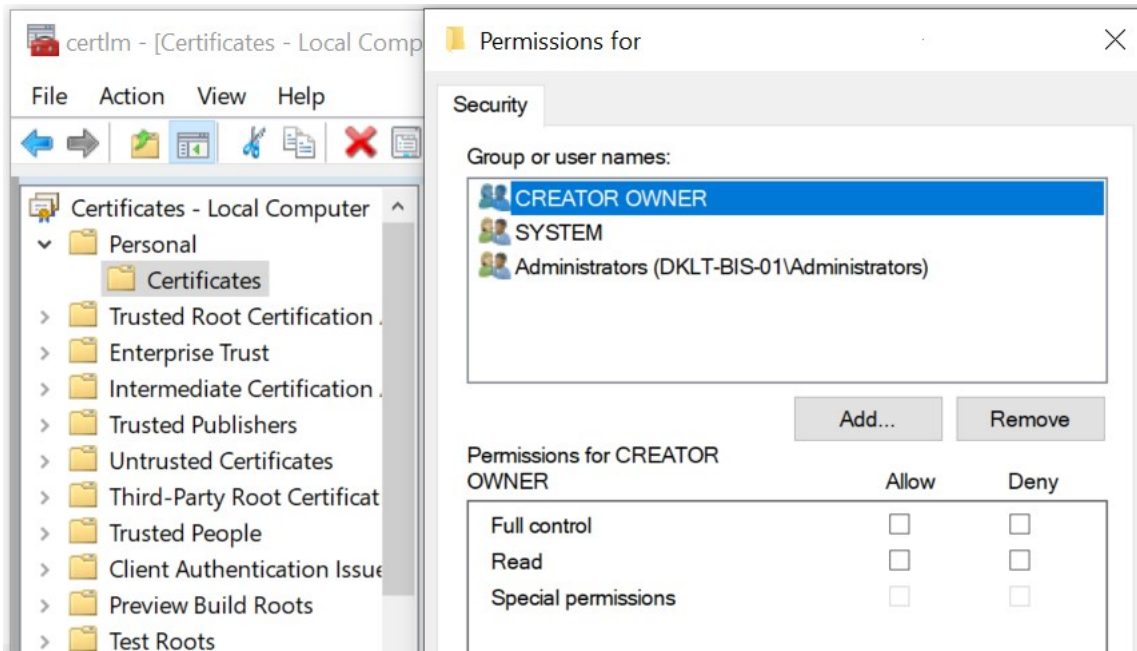 certlm - [Certificates - Local Comp
File Action View Help
Certificates - Local Computer
Personal
Certificates
Trusted Root Certification
Enterprise Trust
Intermediate Certification
Trusted Publishers
Untrusted Certificates
Third-Party Root Certificat
Trusted People
Client Authentication Issue
Preview Build Roots
Test Roots
Permissions for
Security
Group or user names:
CREATOR OWNER
SYSTEM
Administrators (DKLT-BIS-01\Administrators)
Add... Remove
Permissions for CREATOR
OWNER Allow Deny
Full control
Read
Special permissions